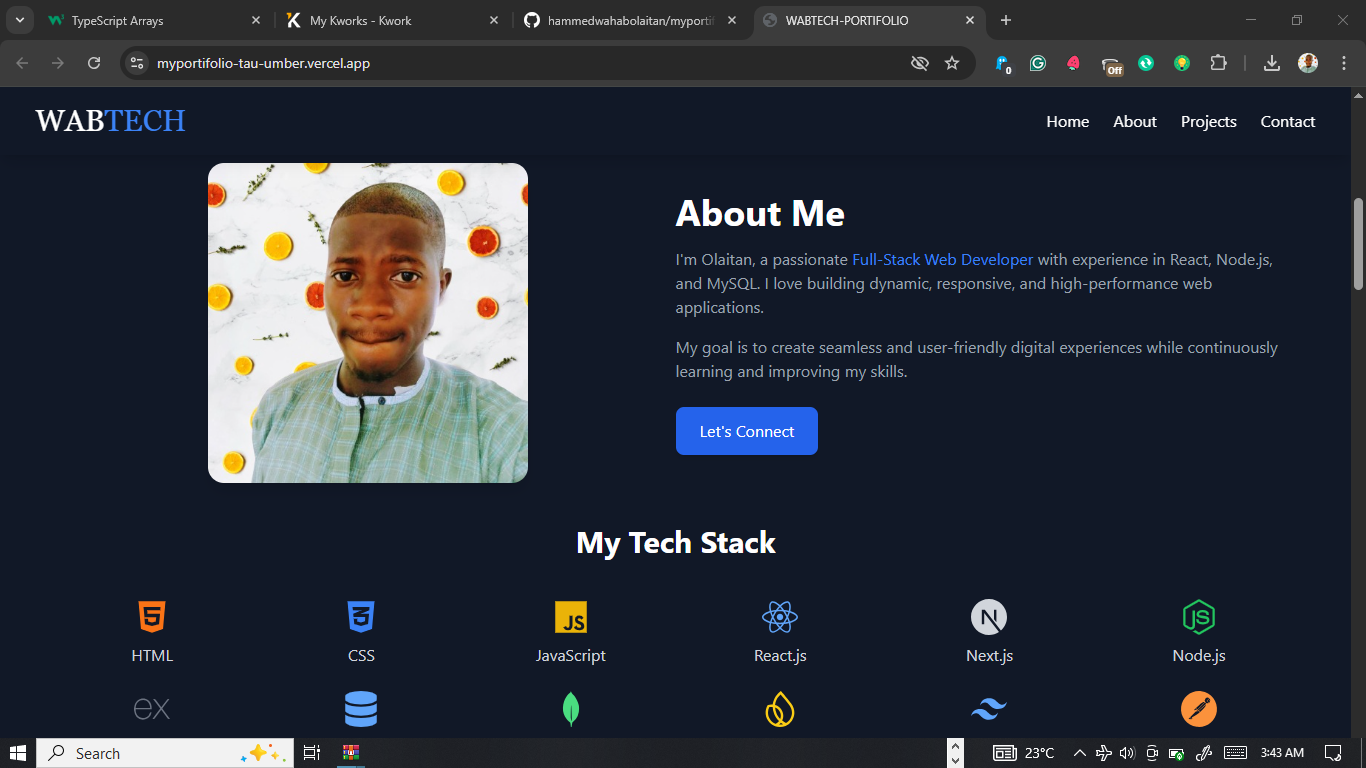 TypeScript Arrays
My Kworks - Kwork
hammedwahabolaitan/myportif
WABTECH-PORTIFOLIO
myportifolio-tau-umber.vercel.app
0
Off
WABTECH
Home
About
Projects
Contact
About Me
I'm Olaitan, a passionate Full-Stack Web Developer with experience in React, Node.js,
and MySQL. I love building dynamic, responsive, and high-performance web
applications.
My goal is to create seamless and user-friendly digital experiences while continuously
learning and improving my skills.
Let's Connect
My Tech Stack
JS
N
JS
HTML
CSS
JavaScript
React.js
Next.js
Node.js
ex
Search
23°C
3:43 AM